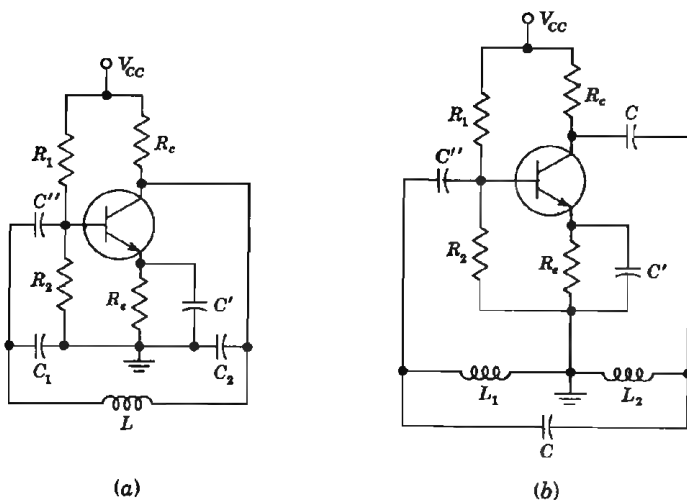 V_CC
R_1
R_c
C''
R_2
R_e
C'
C_1
C_2
L
(a)
V_CC
R_c
C
R_1
C''
R_2
R_e
C'
L_1
L_2
C
(b)